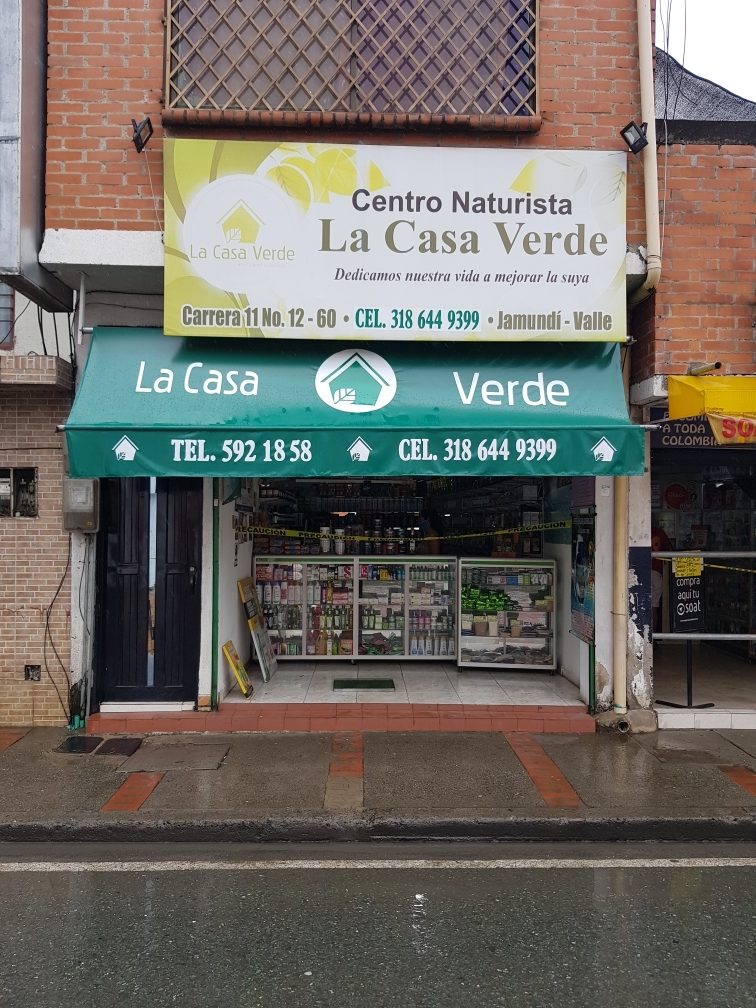 La Casa Verde
Centro Naturista
La Casa Verde
Dedicamos nuestra vida a mejorar la suya
Carrera 11 No. 12 - 60 • CEL. 318 644 9399 • Jamundí - Valle
La Casa Verde
TEL. 592 18 58 CEL. 318 644 9399
A TODA
COLOMBIA
PRECAUCION PRECAUCION PRECAUCION
compra
aquí tu
soat